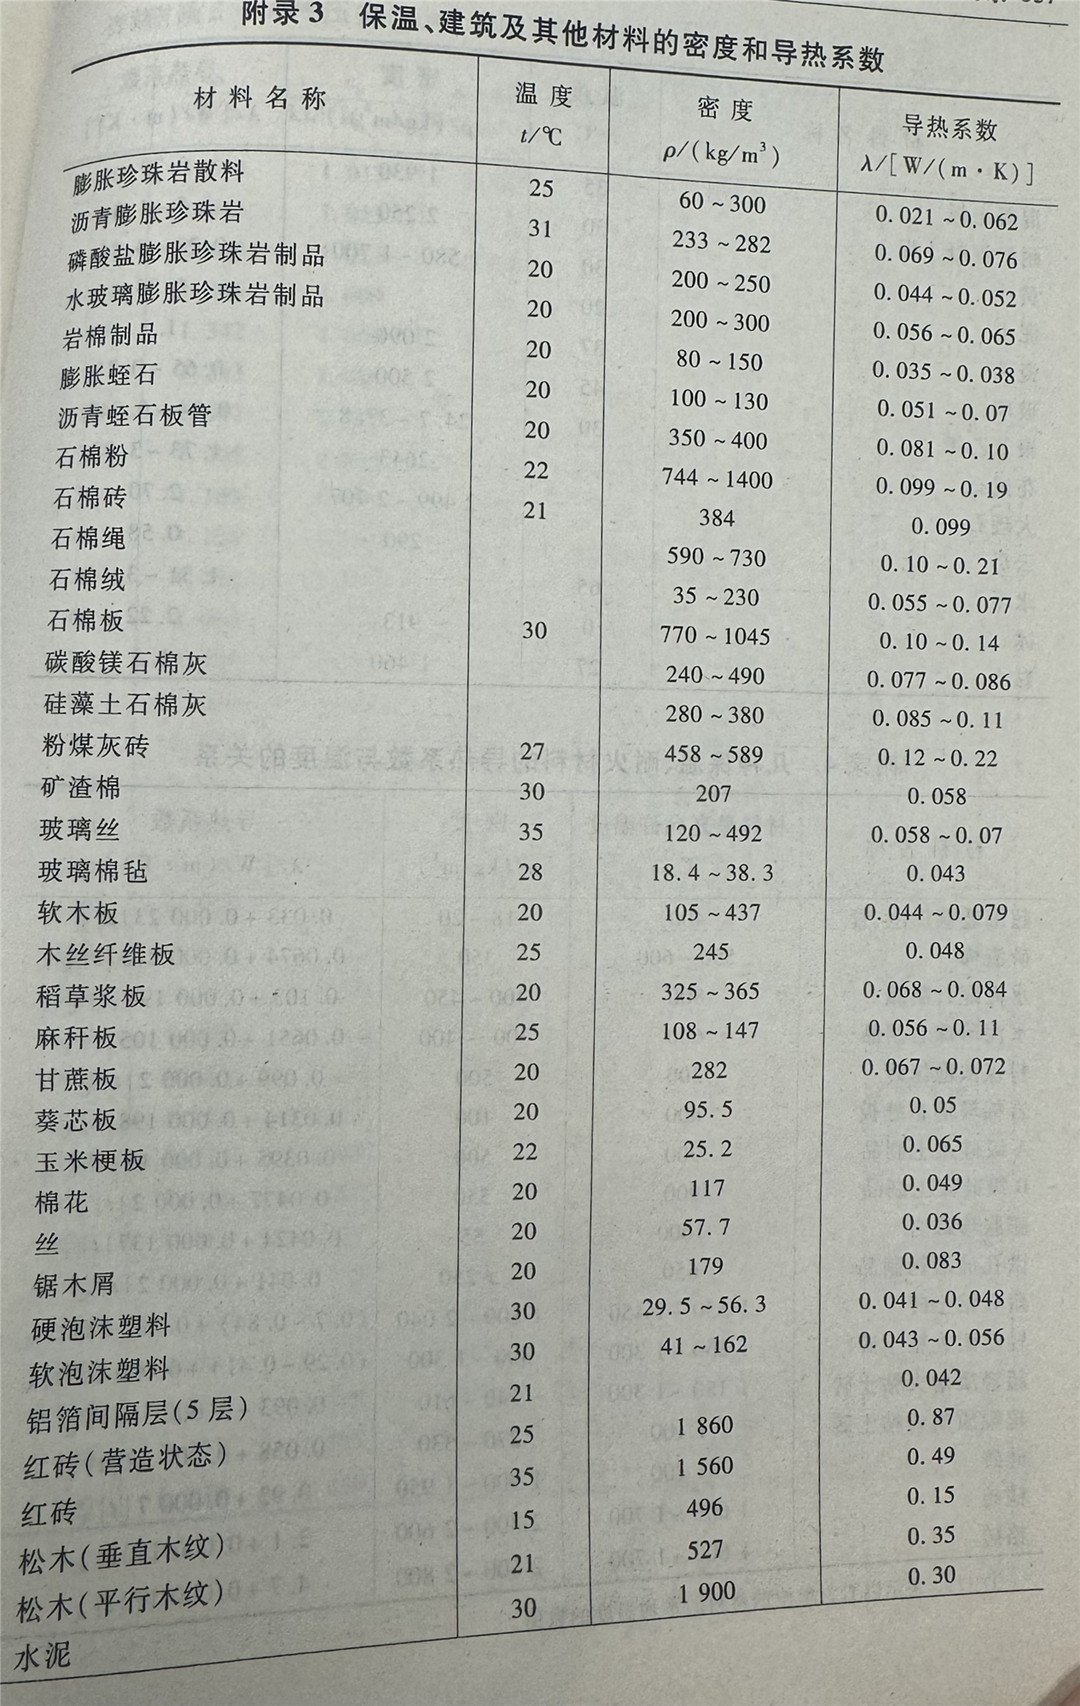 附录3 保温、建筑及其他材料的密度和导热系数
材料名称 温度 t/℃ 密度 ρ/(kg/m³) 导热系数 λ/[W/(m·K)]
膨胀珍珠岩散料 25 60~300 0.021~0.062
沥青膨胀珍珠岩 31 233~282 0.069~0.076
磷酸盐膨胀珍珠岩制品 20 200~250 0.044~0.052
水玻璃膨胀珍珠岩制品 20 200~300 0.056~0.065
岩棉制品 20 80~150 0.035~0.038
膨胀蛭石 20 100~130 0.051~0.07
沥青蛭石板管 20 350~400 0.081~0.10
石棉粉 22 744~1400 0.099~0.19
石棉砖 21 384 0.099
石棉绳 590~730 0.10~0.21
石棉绒 35~230 0.055~0.077
石棉板 30 770~1045 0.10~0.14
碳酸镁石棉灰 240~490 0.077~0.086
硅藻土石棉灰 280~380 0.085~0.11
粉煤灰砖 27 458~589 0.12~0.22
矿渣棉 30 207 0.058
玻璃丝 35 120~492 0.058~0.07
玻璃棉毡 28 18.4~38.3 0.043
软木板 20 105~437 0.044~0.079
木丝纤维板 25 245 0.048
稻草浆板 20 325~365 0.068~0.084
麻秆板 25 108~147 0.056~0.11
甘蔗板 20 282 0.067~0.072
葵芯板 20 95.5 0.05
玉米梗板 22 25.2 0.065
棉花 20 117 0.049
丝 20 57.7 0.036
锯木屑 20 179 0.083
硬泡沫塑料 30 29.5~56.3 0.041~0.048
软泡沫塑料 30 41~162 0.043~0.056
铝箔间隔层(5层) 21 0.042
红砖(营造状态) 25 1 860 0.87
红砖 35 1 560 0.49
松木(垂直木纹) 15 496 0.15
松木(平行木纹) 21 527 0.35
水泥 30 1 900 0.30